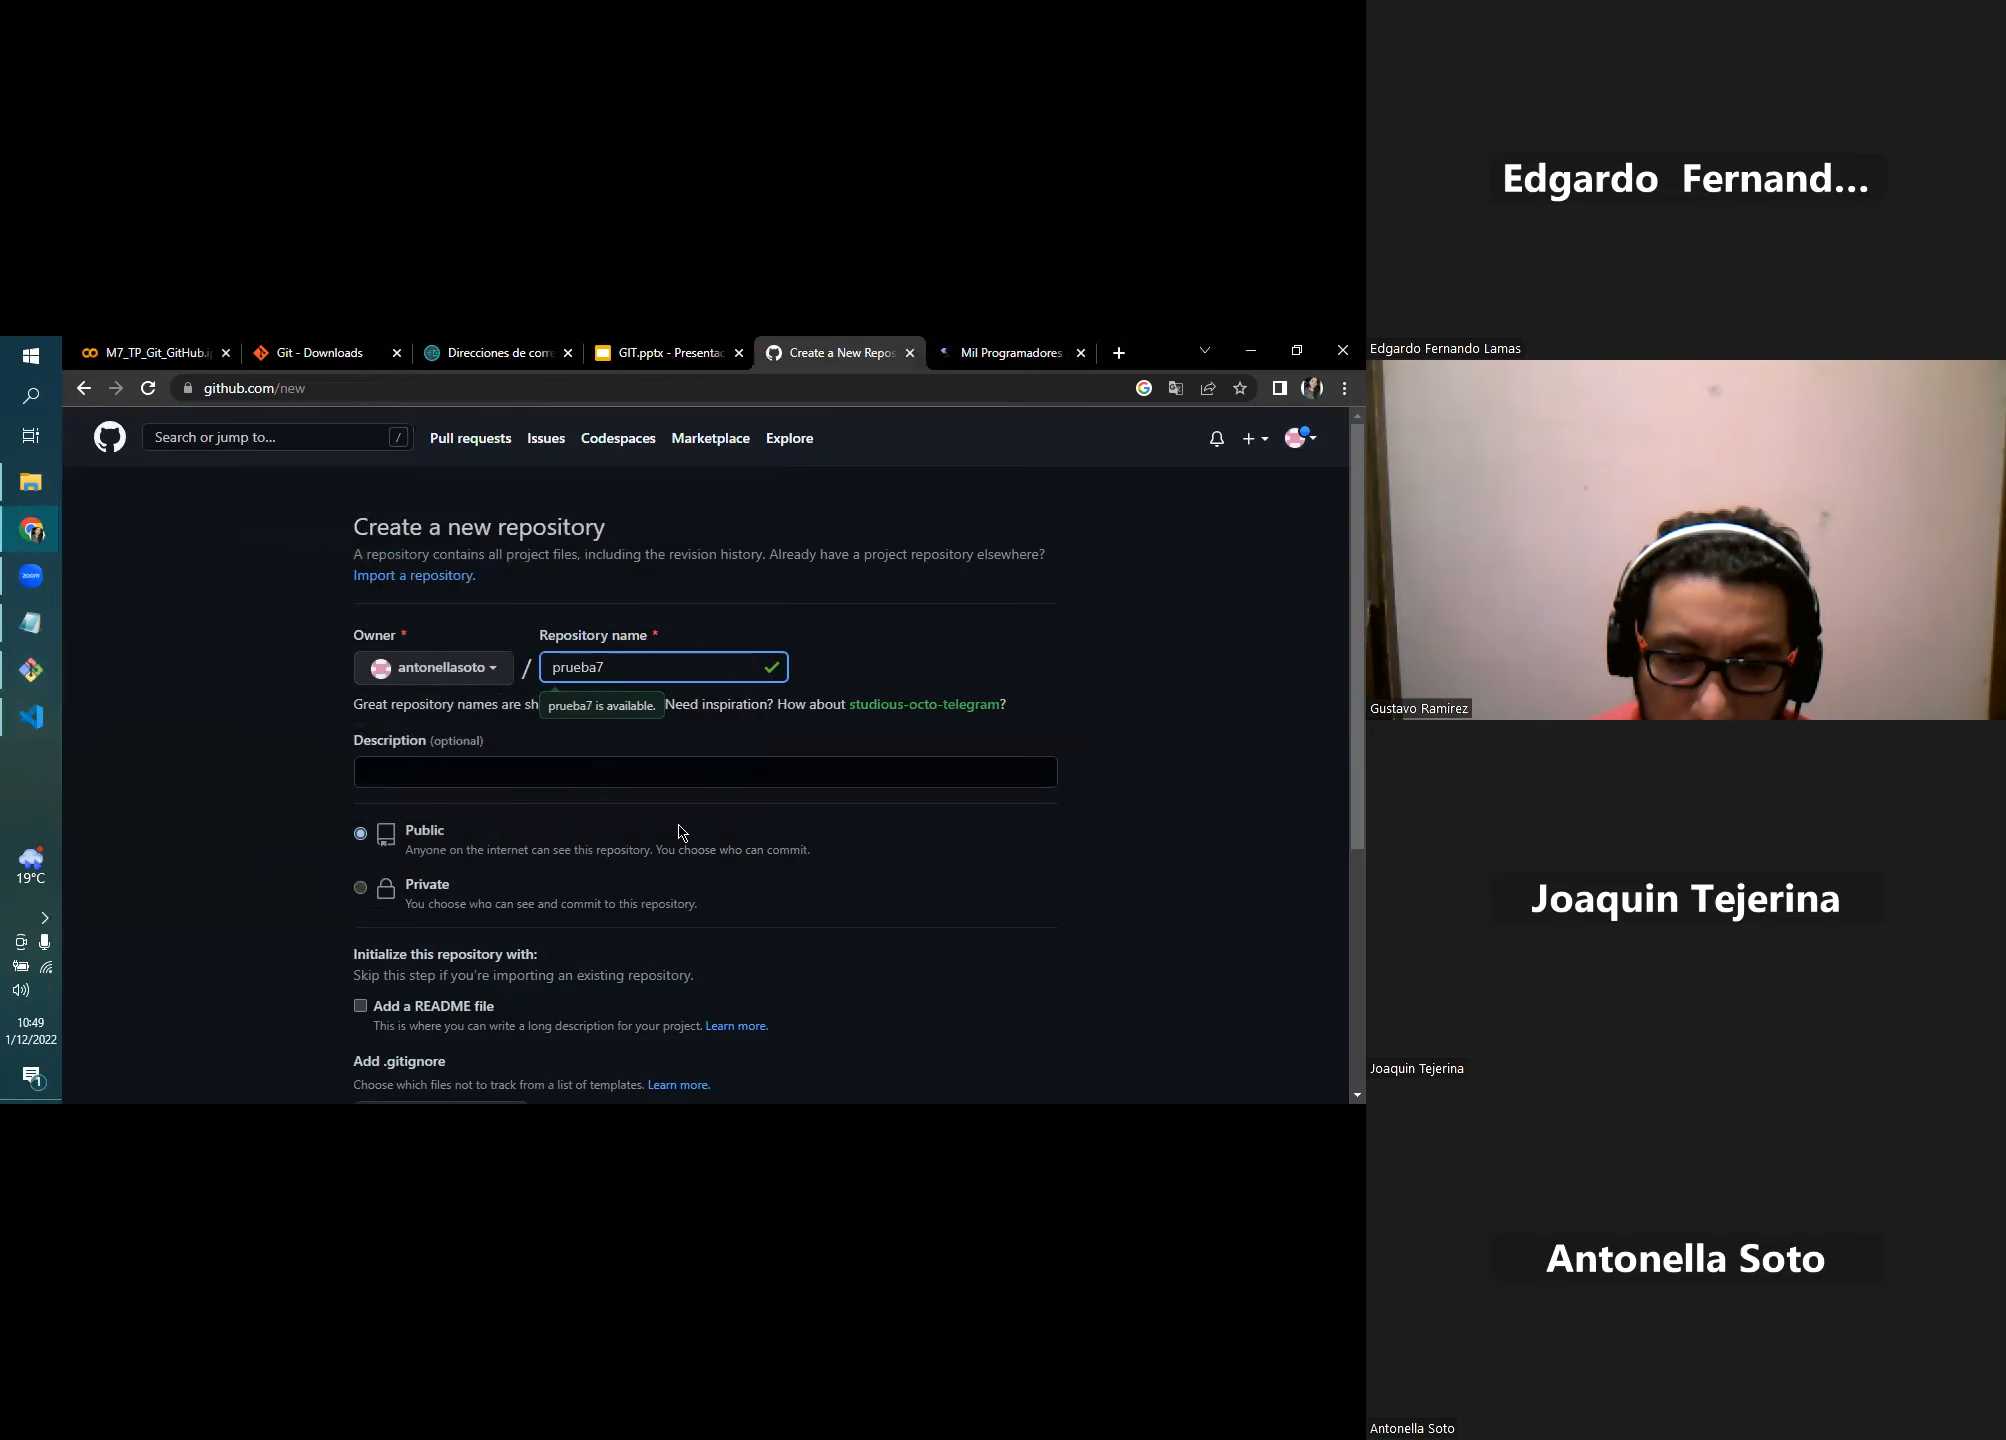 M7_TP_Git_GitHub.i
Git - Downloads
Direcciones de corre
GIT.pptx - Presentac
Create a New Repos
Mil Programadores
github.com/new
Search or jump to...
/
Pull requests
Issues
Codespaces
Marketplace
Explore
Create a new repository
A repository contains all project files, including the revision history. Already have a project repository elsewhere?
Import a repository.
Owner *
Repository name *
antonellasoto
/
prueba7
Great repository names are sh
prueba7 is available.
Need inspiration? How about studious-octo-telegram?
Description (optional)
Public
Anyone on the internet can see this repository. You choose who can commit.
Private
You choose who can see and commit to this repository.
Initialize this repository with:
Skip this step if you're importing an existing repository.
Add a README file
This is where you can write a long description for your project. Learn more.
Add .gitignore
Choose which files not to track from a list of templates. Learn more.
zoom
19°C
10:49
1/12/2022
1
Edgardo Fernand...
Edgardo Fernando Lamas
Gustavo Ramirez
Joaquin Tejerina
Joaquin Tejerina
Antonella Soto
Antonella Soto